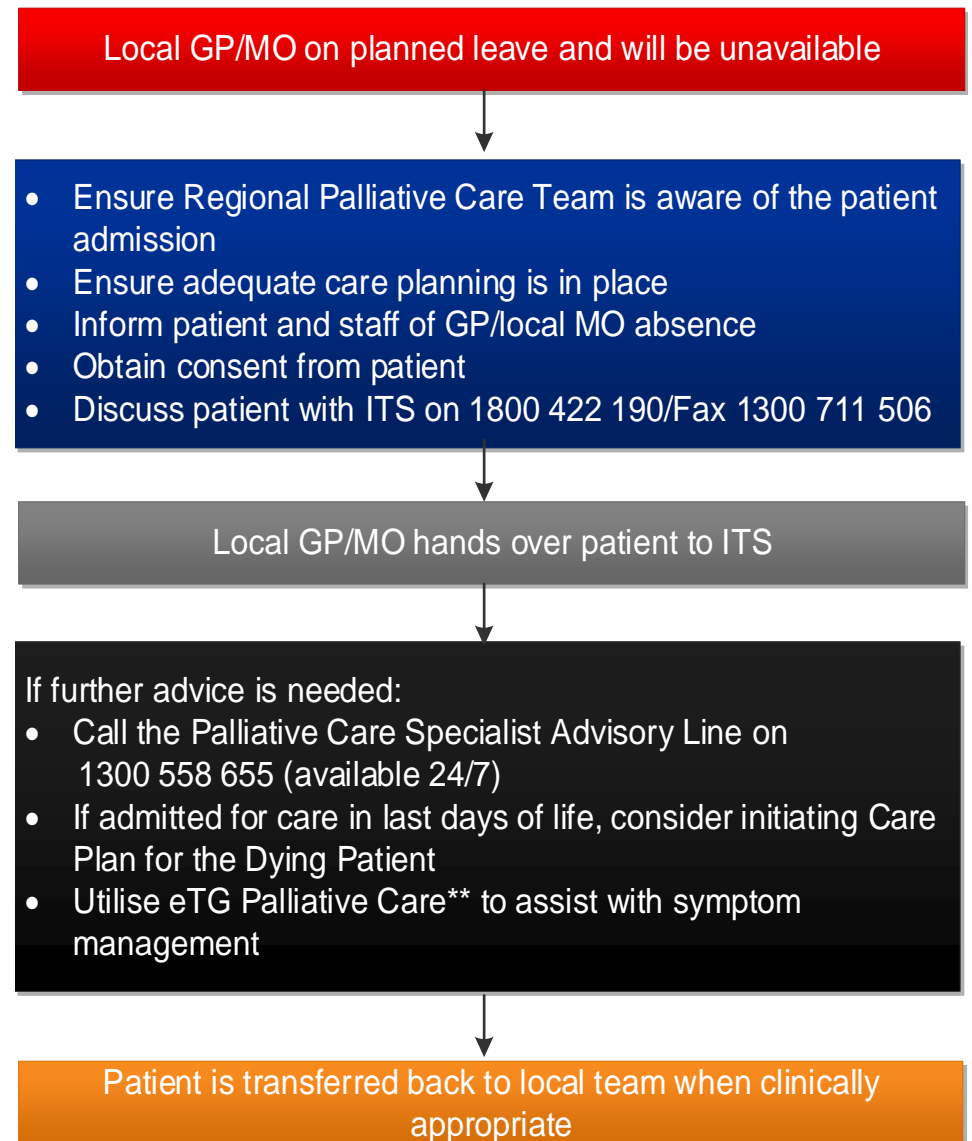 Local GP/MO on planned leave and will be unavailable
• Ensure Regional Palliative Care Team is aware of the patient
admission
• Ensure adequate care planning is in place
• Inform patient and staff of GP/local MO absence
• Obtain consent from patient
• Discuss patient with ITS on 1800 422 190/Fax 1300 711 506
Local GP/MO hands over patient to ITS
If further advice is needed:
• Call the Palliative Care Specialist Advisory Line on
1300 558 655 (available 24/7)
• If admitted for care in last days of life, consider initiating Care
Plan for the Dying Patient
• Utilise eTG Palliative Care** to assist with symptom
management
Patient is transferred back to local team when clinically
appropriate